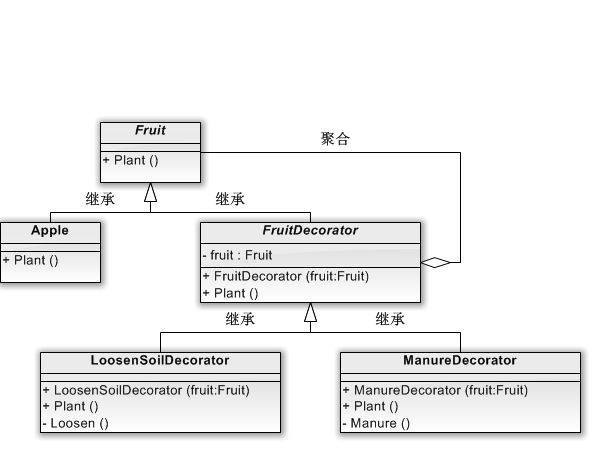 Fruit
+ Plant ()
聚合
继承
继承
Apple
+ Plant ()
FruitDecorator
- fruit : Fruit
+ FruitDecorator (fruit:Fruit)
+ Plant ()
继承
继承
LoosenSoilDecorator
+ LoosenSoilDecorator (fruit:Fruit)
+ Plant ()
- Loosen ()
ManureDecorator
+ ManureDecorator (fruit:Fruit)
+ Plant ()
- Manure ()